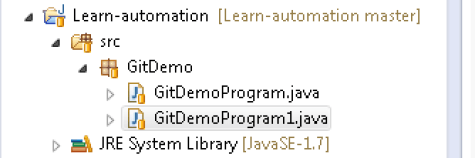 Learn-automation [Learn-automation master]
src
GitDemo
GitDemoProgram.java
GitDemoProgram1.java
JRE System Library [JavaSE-1.7]